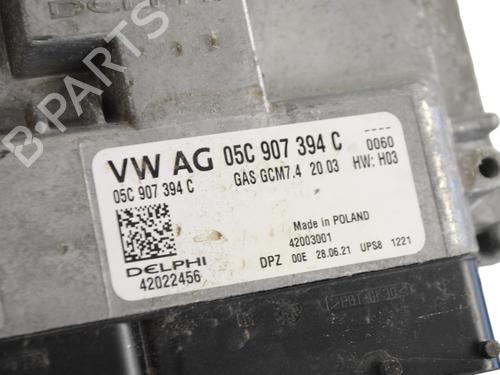 DELPHI
B-PARTS
VW AG 05C 907 394 C 0060
05C 907 394 C GAS GCM7.4 20 03 HW: H03
Made in POLAND
42003001
DELPHI DPZ 00E 28.06.21 UPS8 1221
42022456